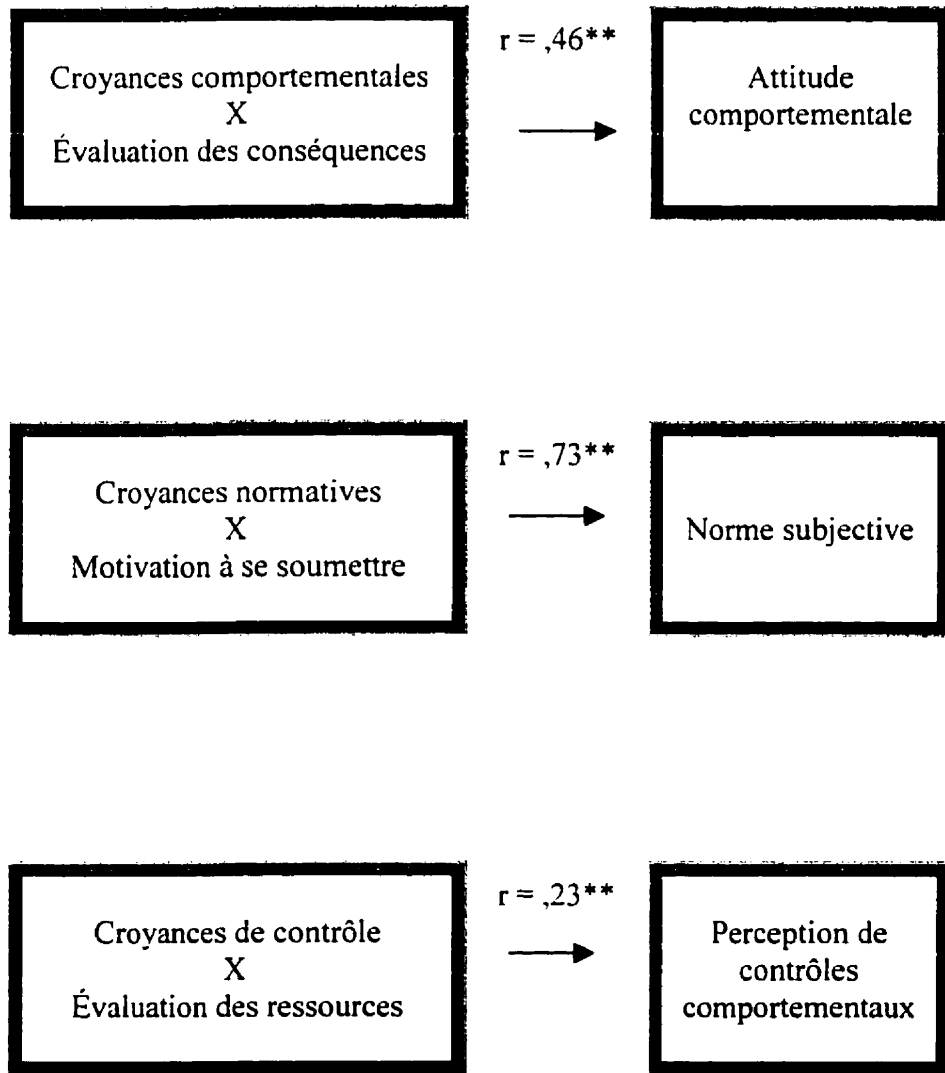 Croyances comportementales
X
Évaluation des conséquences
r = ,46**
Attitude
comportementale
Croyances normatives
X
Motivation à se soumettre
r = ,73**
Norme subjective
Croyances de contrôle
X
Évaluation des ressources
r = ,23**
Perception de
contrôles
comportementaux